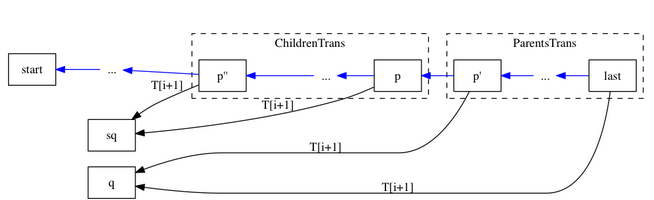 ChildrenTrans ParentsTrans
start ... p'' ... p p' ... last
T[i+1]
T[i+1]
sq
T[i+1]
q
T[i+1]